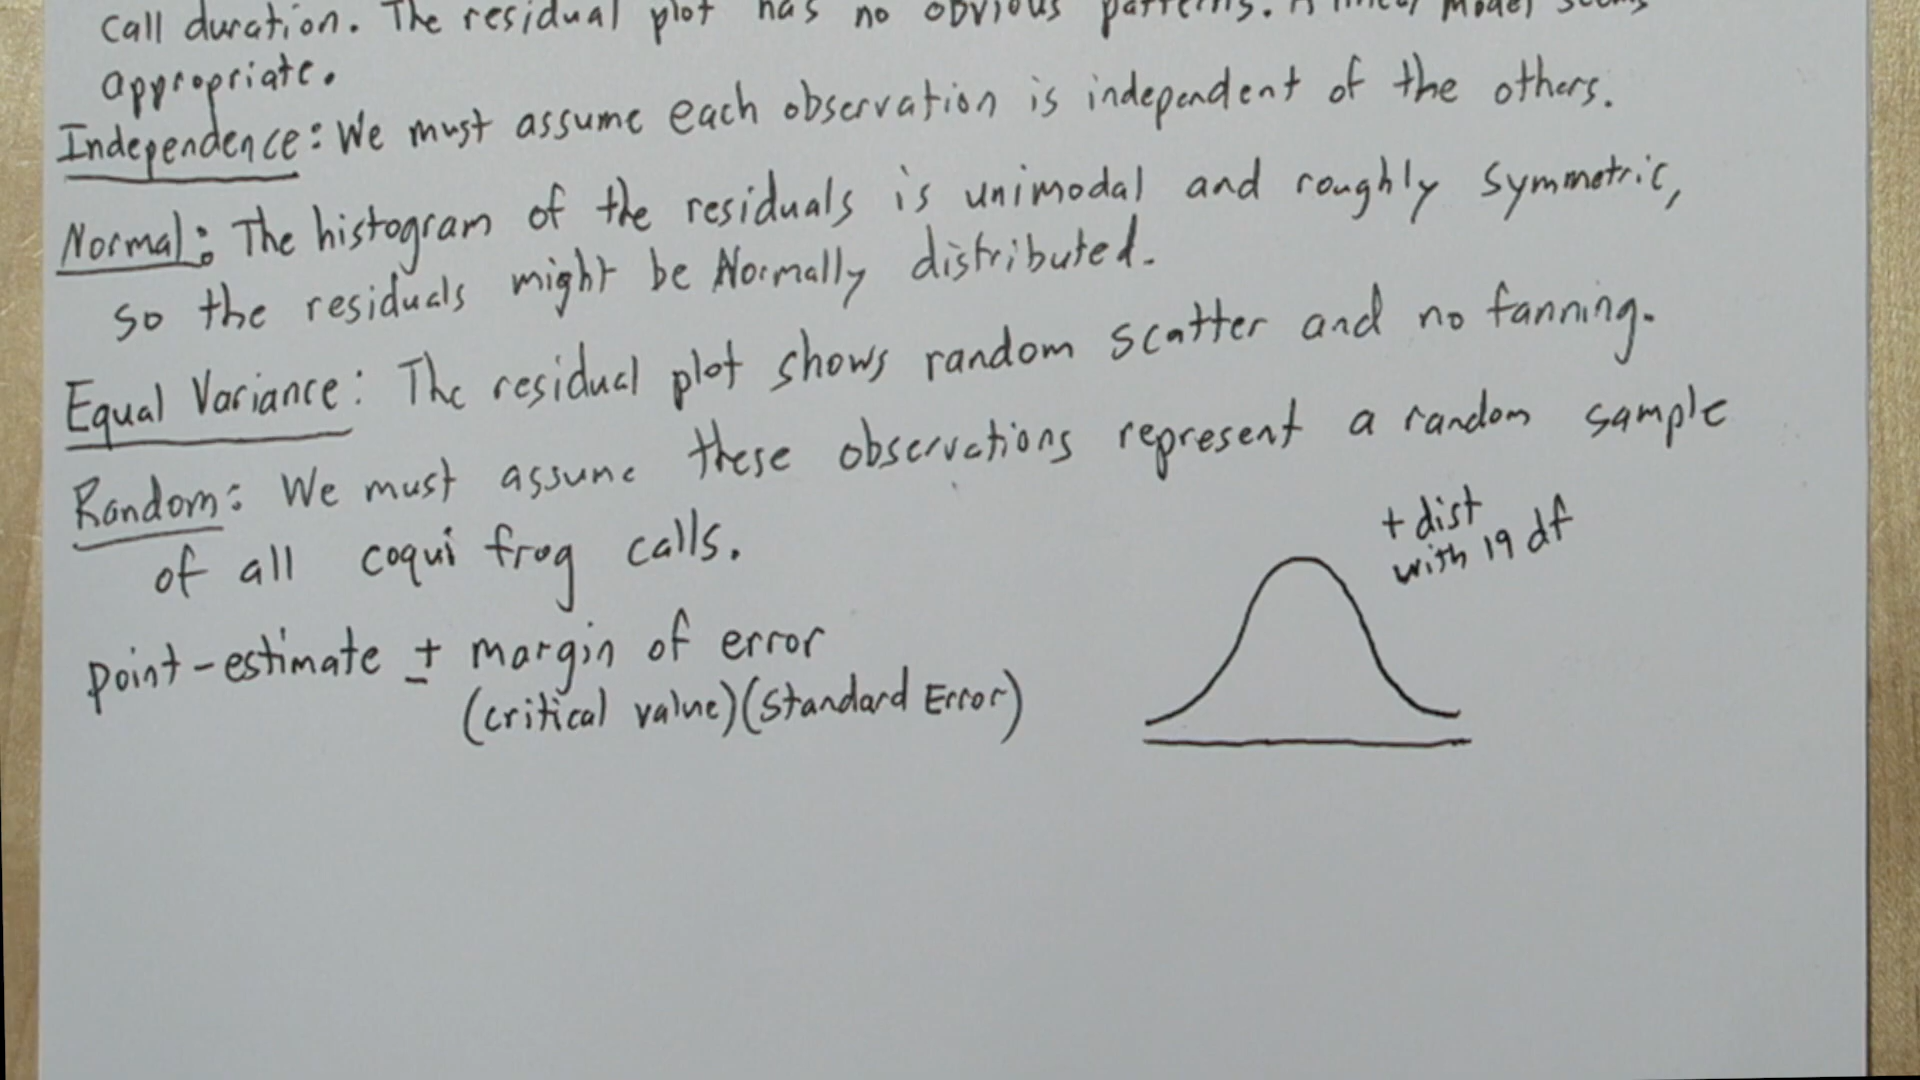 call duration. The residual plot has no obvious patterns. A linear model seems
appropriate.
Independence: We must assume each observation is independent of the others.
Normal: The histogram of the residuals is unimodal and roughly symmetric,
so the residuals might be Normally distributed.
Equal Variance: The residual plot shows random scatter and no fanning.
Random: We must assume these observations represent a random sample
of all coqui frog calls.
t dist
with 19 df
point-estimate ± margin of error
(critical value)(Standard Error)